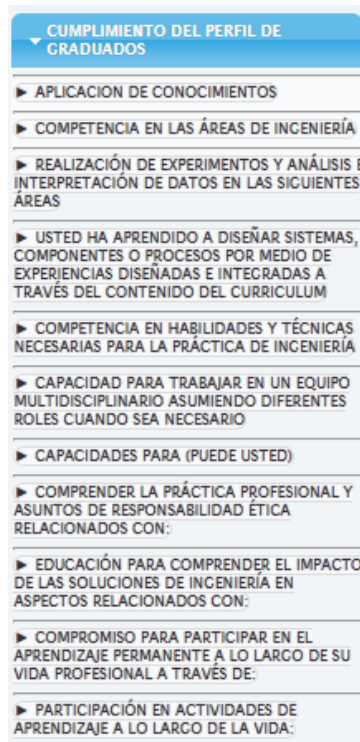 CUMPLIMIENTO DEL PERFIL DE
GRADUADOS
APLICACION DE CONOCIMIENTOS
COMPETENCIA EN LAS ÁREAS DE INGENIERÍA
REALIZACIÓN DE EXPERIMENTOS Y ANÁLISIS E
INTERPRETACIÓN DE DATOS EN LAS SIGUIENTES
ÁREAS
USTED HA APRENDIDO A DISEÑAR SISTEMAS,
COMPONENTES O PROCESOS POR MEDIO DE
EXPERIENCIAS DISEÑADAS E INTEGRADAS A
TRAVÉS DEL CONTENIDO DEL CURRICULUM
COMPETENCIA EN HABILIDADES Y TÉCNICAS
NECESARIAS PARA LA PRÁCTICA DE INGENIERÍA
CAPACIDAD PARA TRABAJAR EN UN EQUIPO
MULTIDISCIPLINARIO ASUMIENDO DIFERENTES
ROLES CUANDO SEA NECESARIO
CAPACIDADES PARA (PUEDE USTED)
COMPRENDER LA PRÁCTICA PROFESIONAL Y
ASUNTOS DE RESPONSABILIDAD ÉTICA
RELACIONADOS CON:
EDUCACIÓN PARA COMPRENDER EL IMPACTO
DE LAS SOLUCIONES DE INGENIERÍA EN
ASPECTOS RELACIONADOS CON:
COMPROMISO PARA PARTICIPAR EN EL
APRENDIZAJE PERMANENTE A LO LARGO DE SU
VIDA PROFESIONAL A TRAVÉS DE:
PARTICIPACIÓN EN ACTIVIDADES DE
APRENDIZAJE A LO LARGO DE LA VIDA: